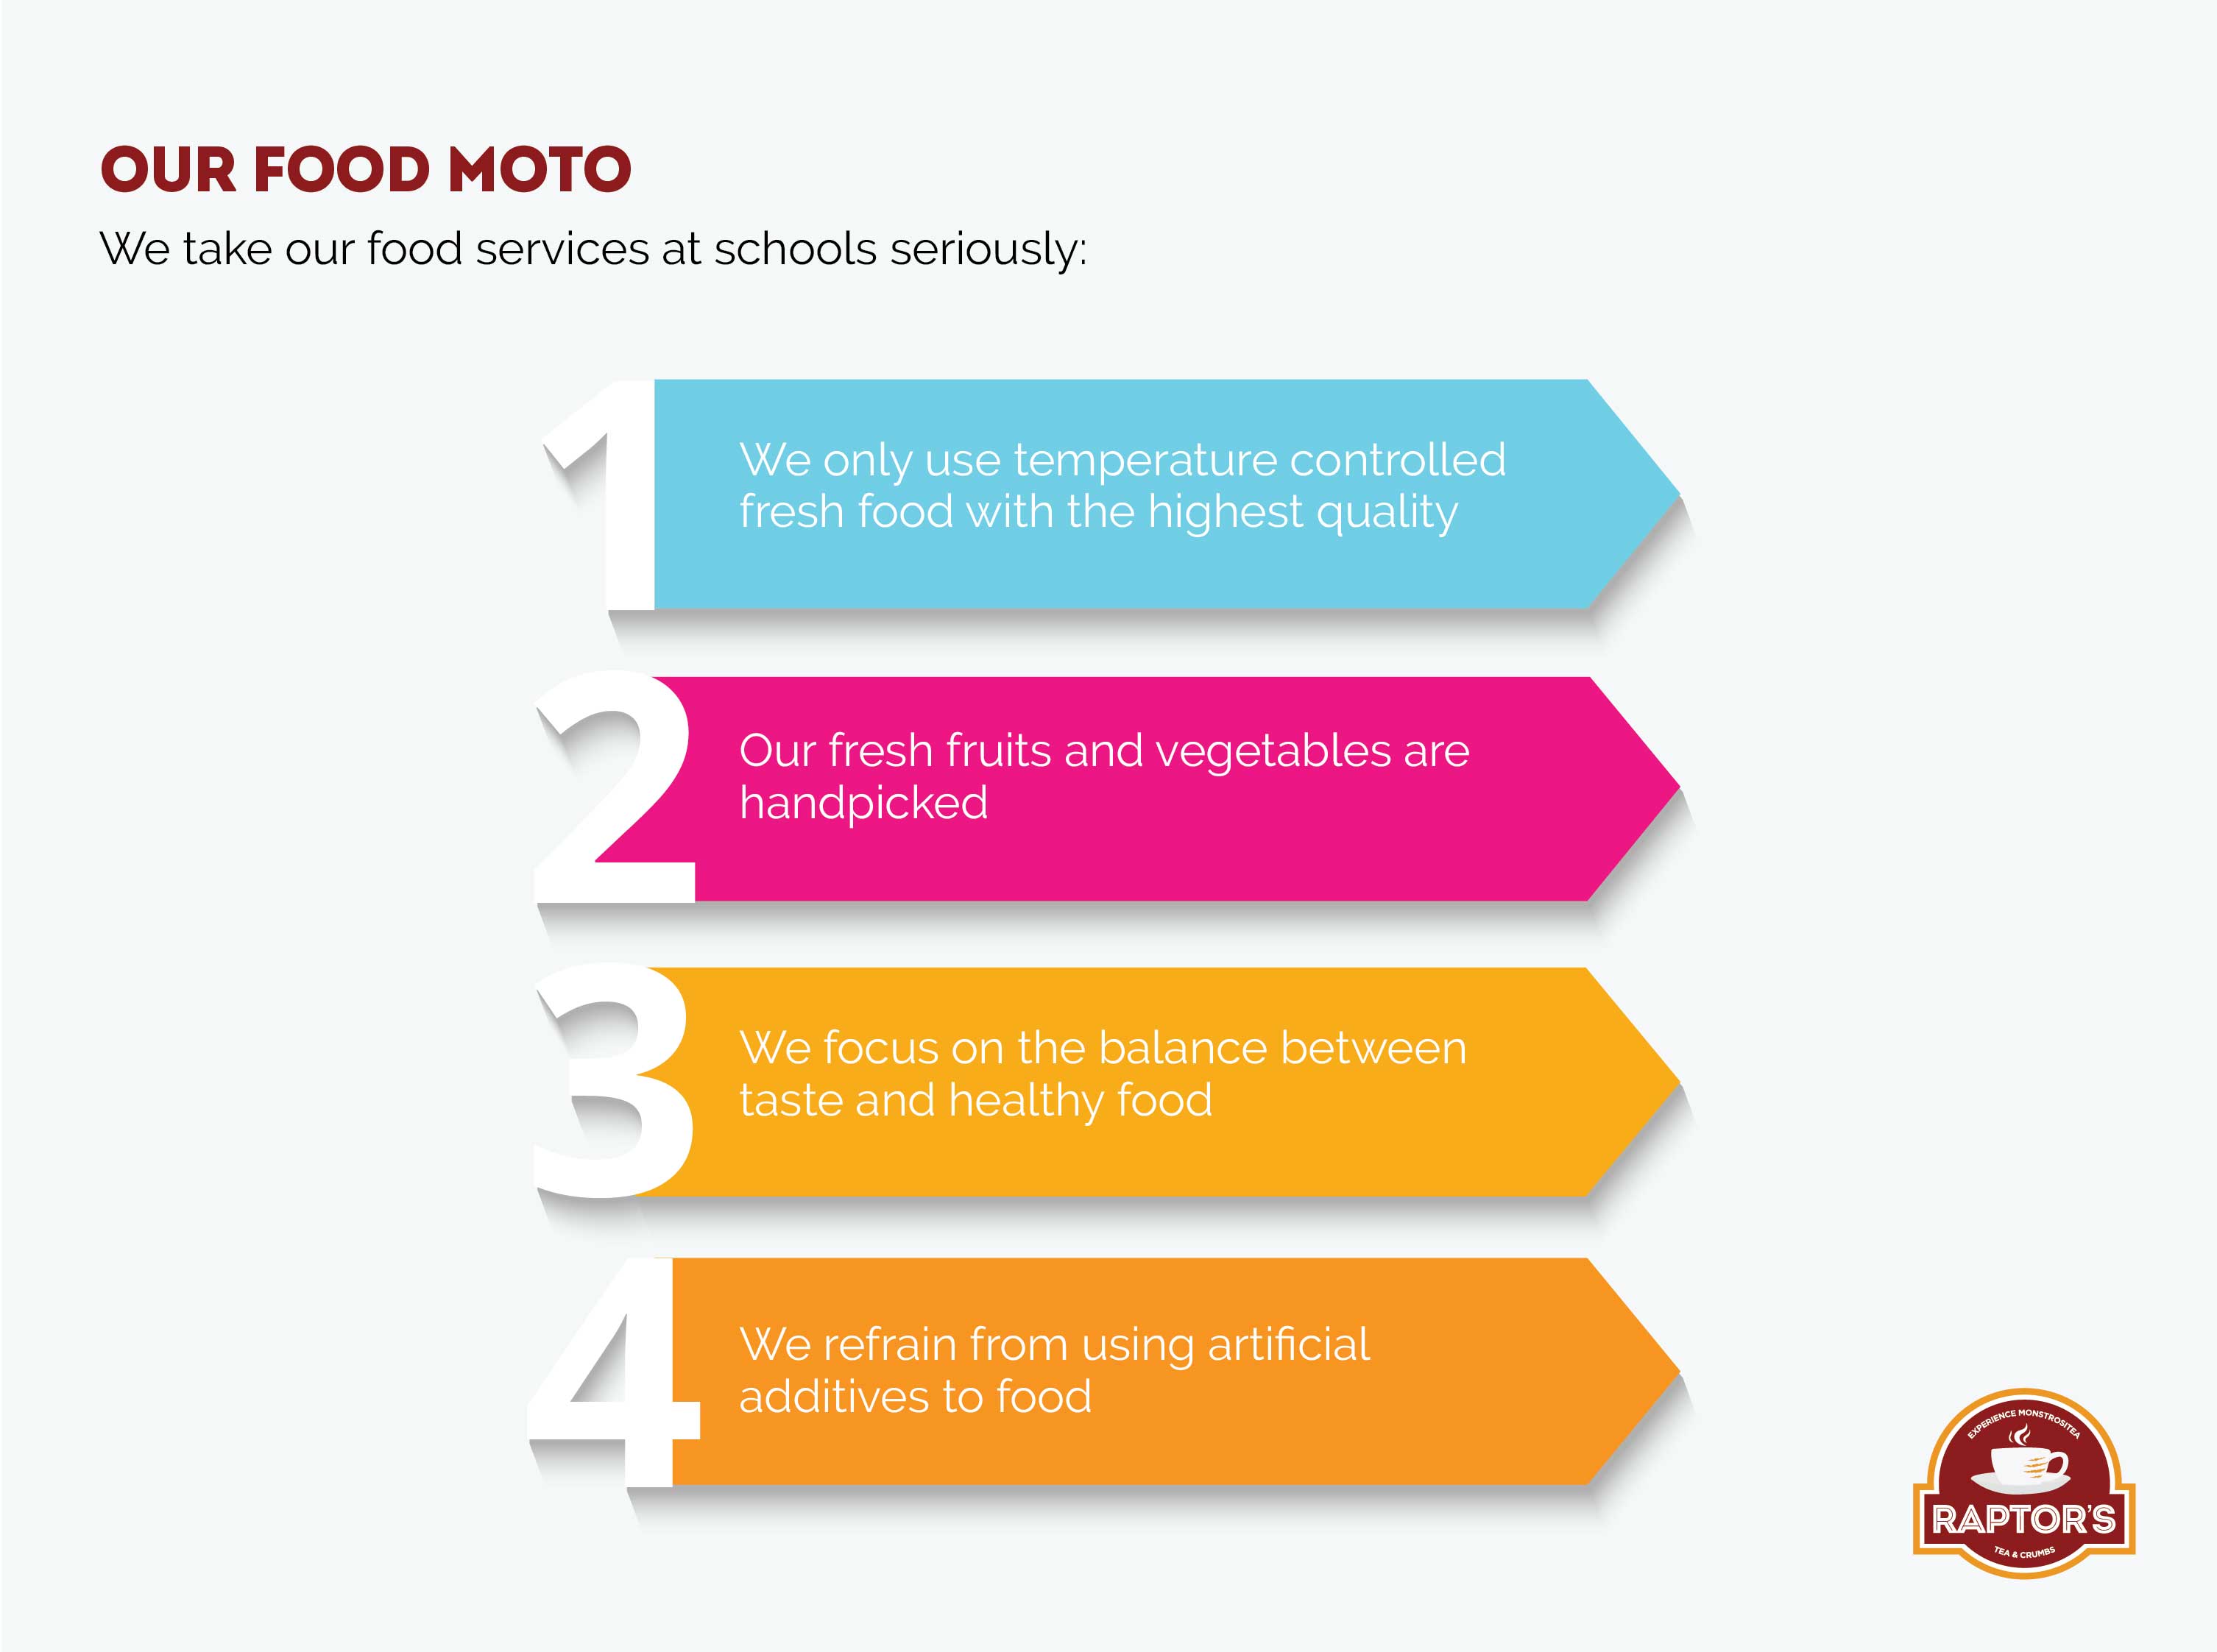 OUR FOOD MOTO
We take our food services at schools seriously:
1
We only use temperature controlled
fresh food with the highest quality
2
Our fresh fruits and vegetables are
handpicked
3
We focus on the balance between
taste and healthy food
4
We refrain from using artificial
additives to food
EXPERIENCE MONSTROSITEA
RAPTOR'S
TEA & CRUMBS